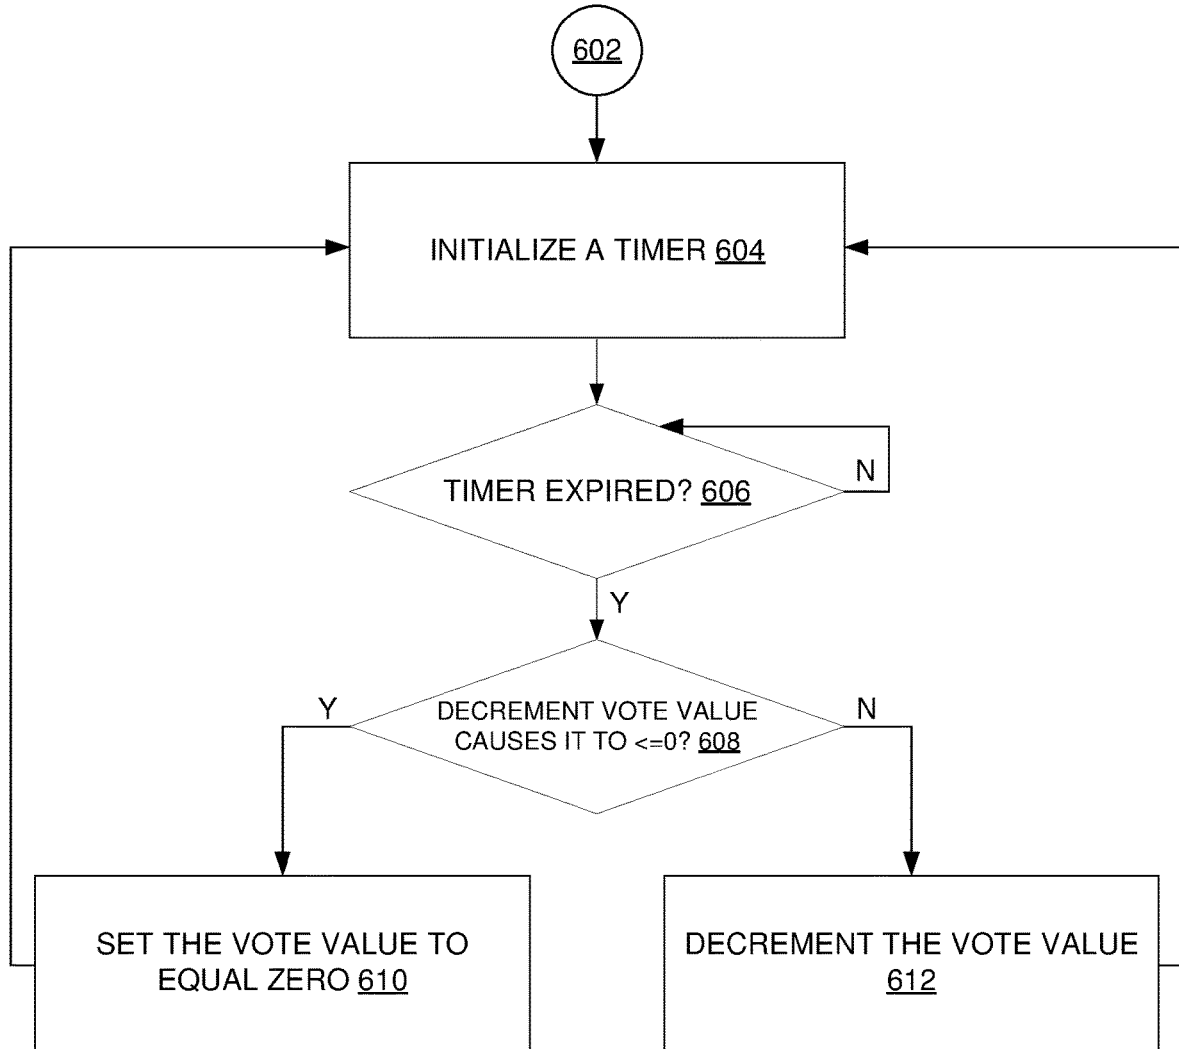 602
INITIALIZE A TIMER 604
N
TIMER EXPIRED? 606
Y
Y
DECREMENT VOTE VALUE
CAUSES IT TO <=0? 608
N
SET THE VOTE VALUE TO
EQUAL ZERO 610
DECREMENT THE VOTE VALUE
612